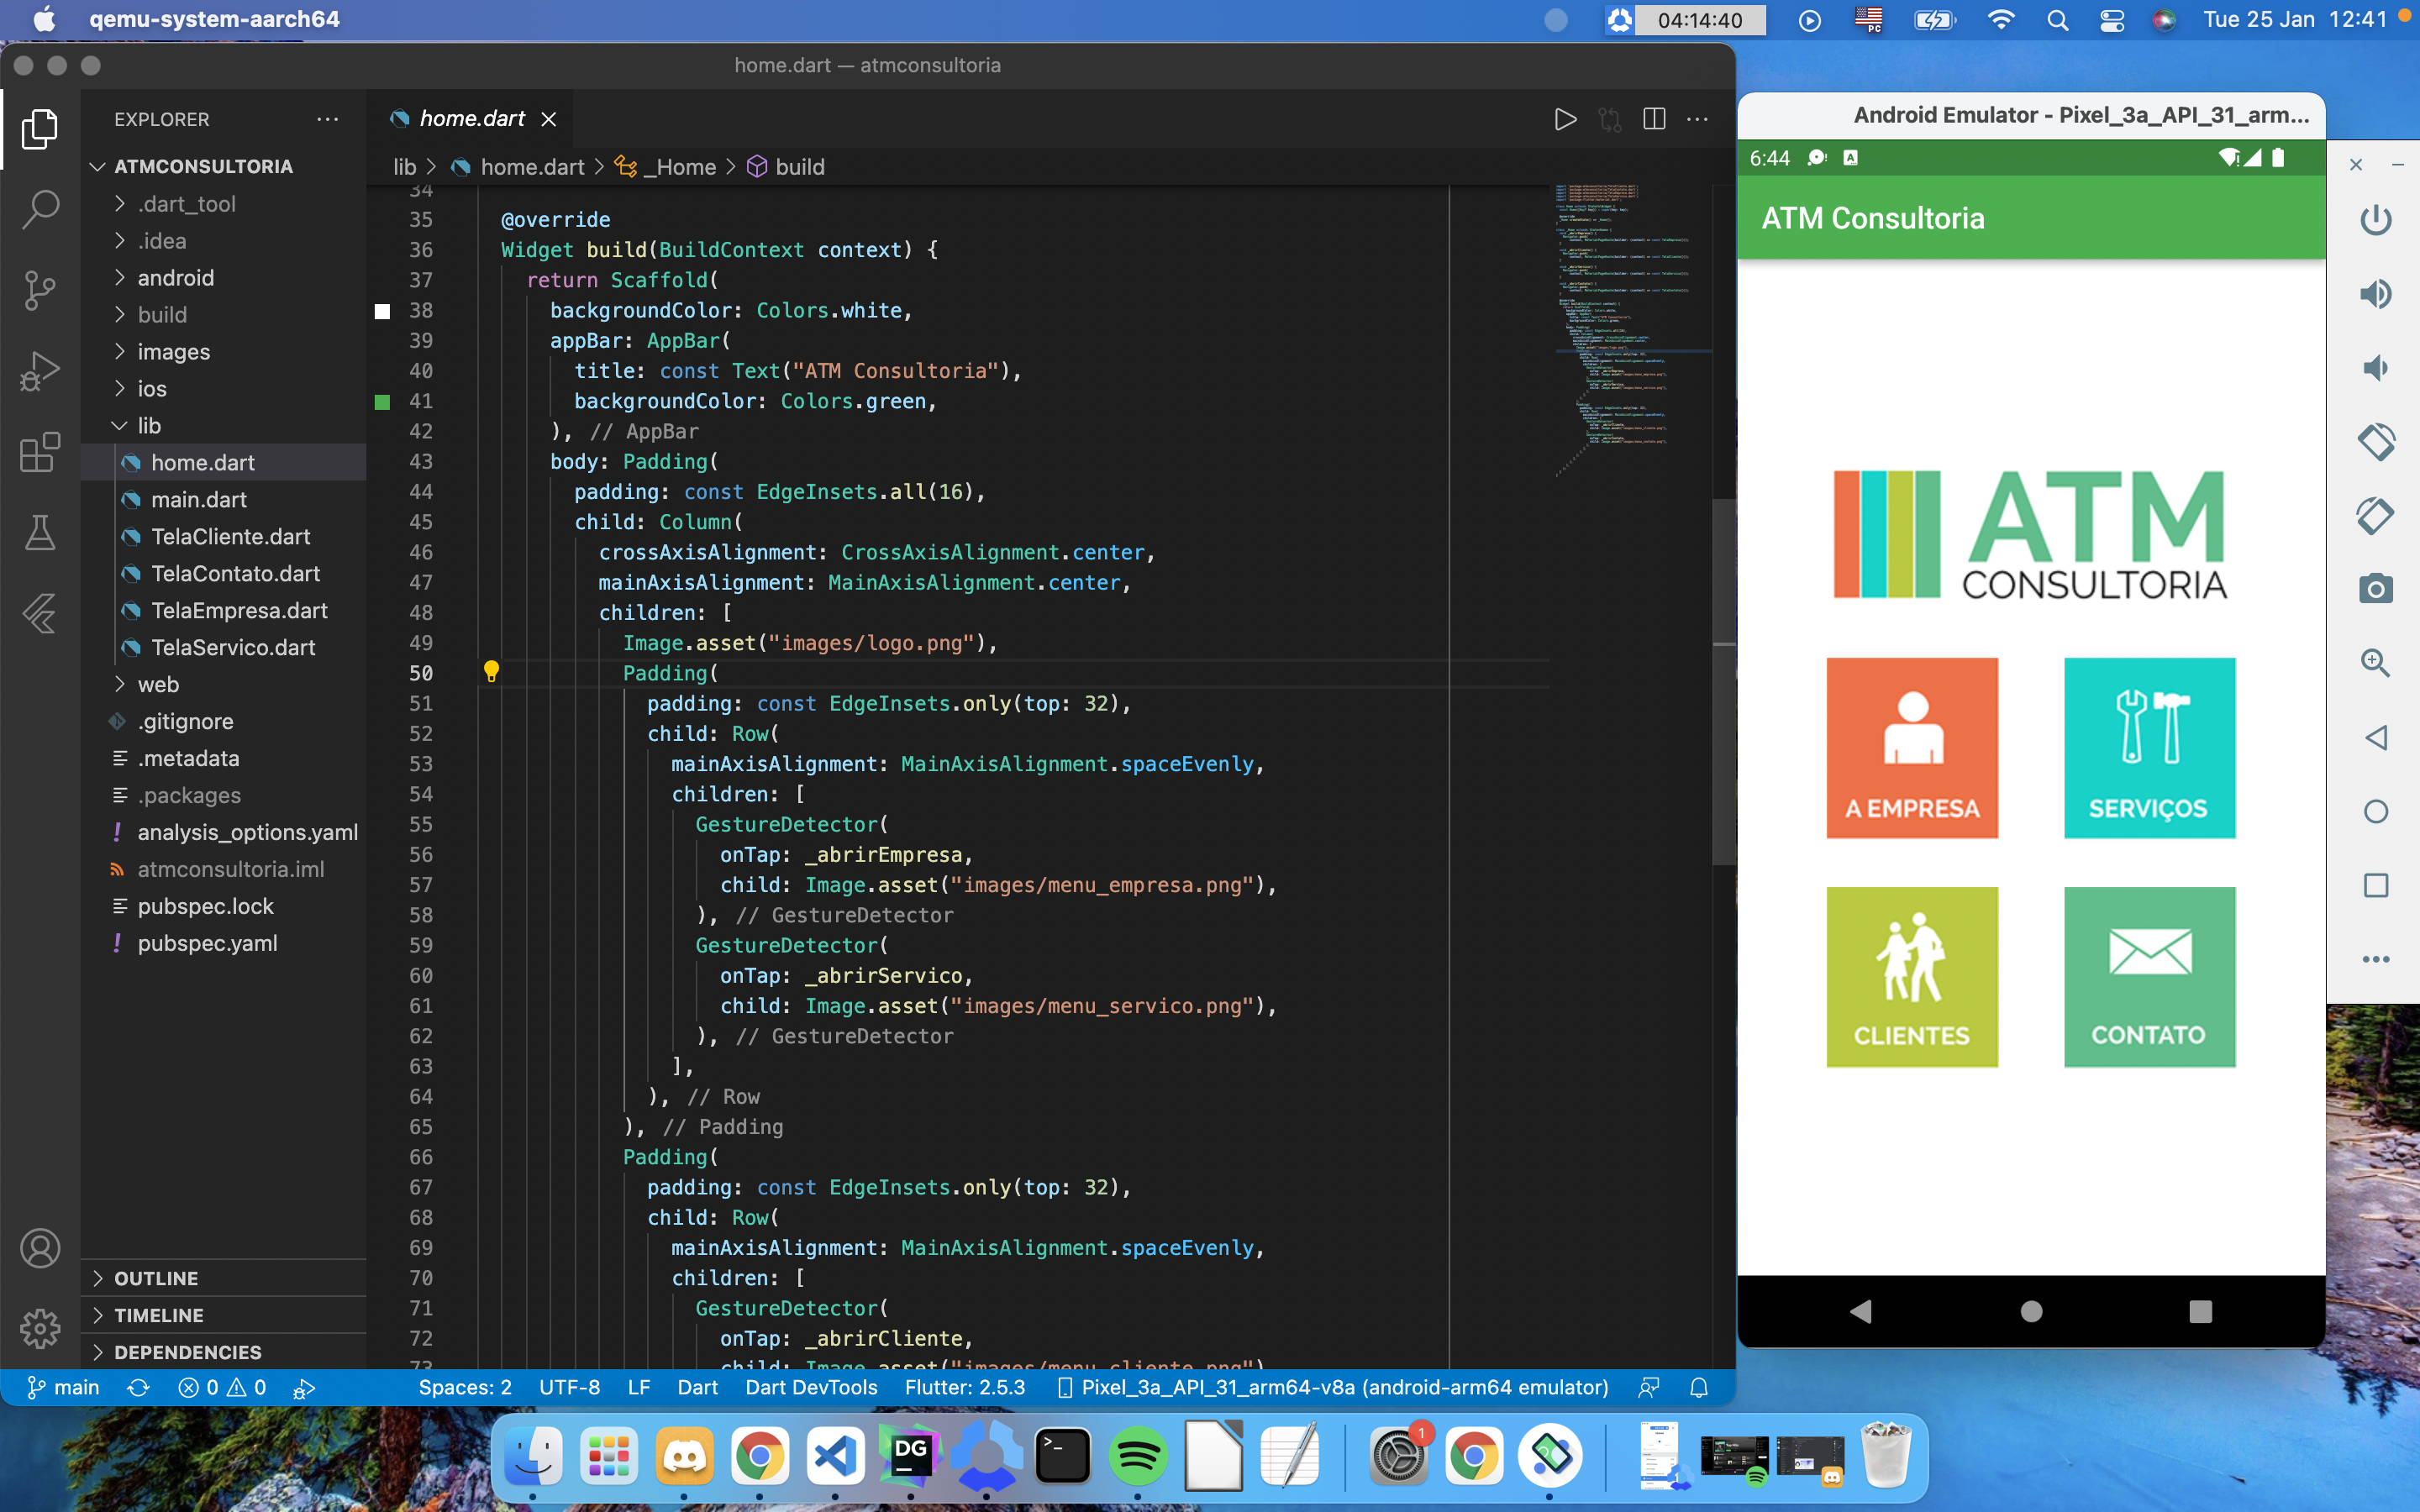 qemu-system-aarch64
04:14:40
PC
Tue 25 Jan 12:41
home.dart — atmconsultoria
EXPLORER
ATMCONSULTORIA
.dart_tool
.idea
android
build
images
ios
lib
home.dart
main.dart
TelaCliente.dart
TelaContato.dart
TelaEmpresa.dart
TelaServico.dart
web
.gitignore
.metadata
.packages
analysis_options.yaml
atmconsultoria.iml
pubspec.lock
pubspec.yaml
OUTLINE
TIMELINE
DEPENDENCIES
home.dart
lib > home.dart > _Home > build
34
35 @override
36 Widget build(BuildContext context) {
37 return Scaffold(
38 backgroundColor: Colors.white,
39 appBar: AppBar(
40 title: const Text("ATM Consultoria"),
41 backgroundColor: Colors.green,
42 ), // AppBar
43 body: Padding(
44 padding: const EdgeInsets.all(16),
45 child: Column(
46 crossAxisAlignment: CrossAxisAlignment.center,
47 mainAxisAlignment: MainAxisAlignment.center,
48 children: [
49 Image.asset("images/logo.png"),
50 Padding(
51 padding: const EdgeInsets.only(top: 32),
52 child: Row(
53 mainAxisAlignment: MainAxisAlignment.spaceEvenly,
54 children: [
55 GestureDetector(
56 onTap: _abrirEmpresa,
57 child: Image.asset("images/menu_empresa.png"),
58 ), // GestureDetector
59 GestureDetector(
60 onTap: _abrirServico,
61 child: Image.asset("images/menu_servico.png"),
62 ), // GestureDetector
63 ],
64 ), // Row
65 ), // Padding
66 Padding(
67 padding: const EdgeInsets.only(top: 32),
68 child: Row(
69 mainAxisAlignment: MainAxisAlignment.spaceEvenly,
70 children: [
71 GestureDetector(
72 onTap: _abrirCliente,
73 child: Image.asset("images/menu_cliente.png"),
main
0 0
Spaces: 2 UTF-8 LF Dart Dart DevTools Flutter: 2.5.3 Pixel_3a_API_31_arm64-v8a (android-arm64 emulator)
Android Emulator - Pixel_3a_API_31_arm...
6:44
A
ATM Consultoria
ATM
CONSULTORIA
A EMPRESA
SERVIÇOS
CLIENTES
CONTATO
DG
1